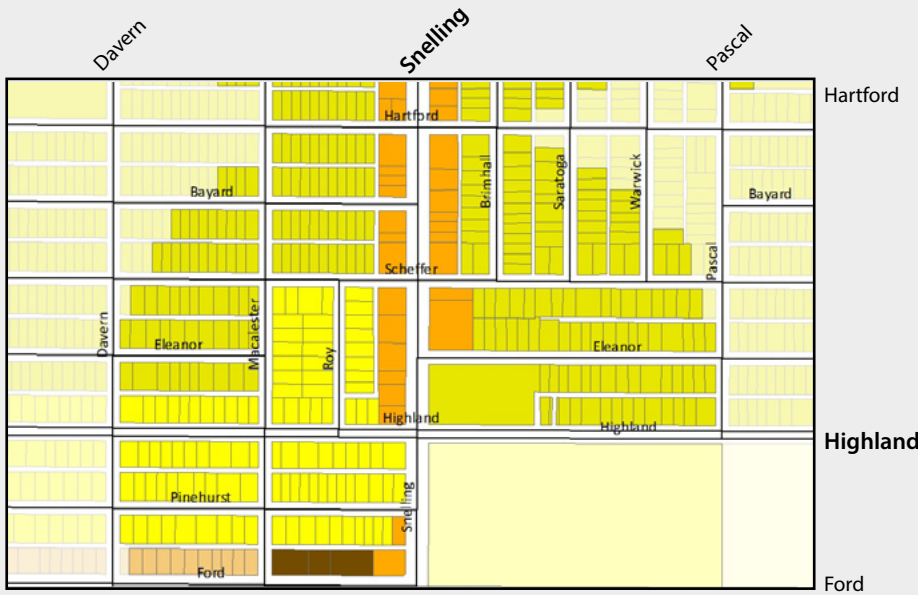 Davern
Snelling
Pascal
Hartford
Hartford
Brimhall
Saratoga
Warwick
Bayard
Bayard
Pascal
Scheffer
Davern
Macalester
Eleanor
Roy
Eleanor
Highland
Highland
Highland
Pinehurst
Snelling
Ford
Ford